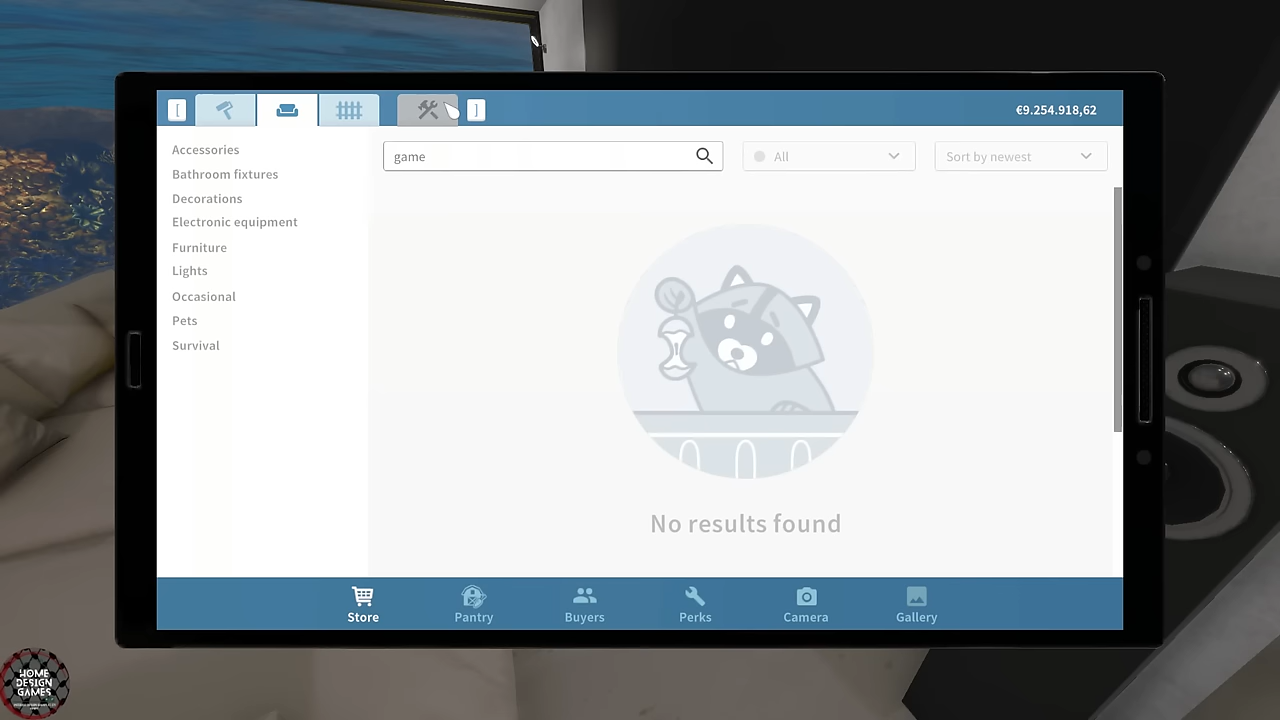 [
]
€9.254.918,62
game
All
Sort by newest
Accessories
Bathroom fixtures
Decorations
Electronic equipment
Furniture
Lights
Occasional
Pets
Survival
No results found
Store
Pantry
Buyers
Perks
Camera
Gallery
HOME
DESIGN
GAMES